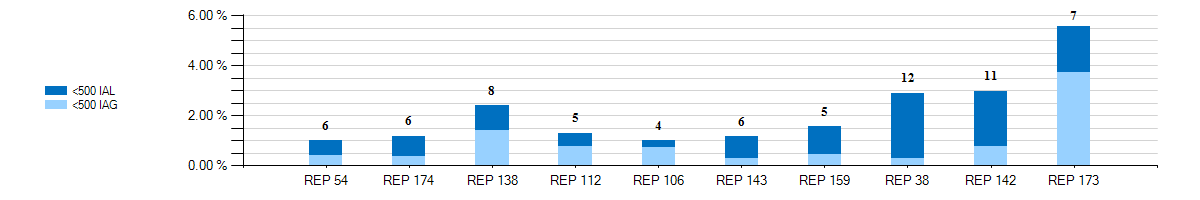 6.00 %
4.00 %
2.00 %
0.00 %
<500 IAL
<500 IAG
6
6
8
5
4
6
5
12
11
7
REP 54
REP 174
REP 138
REP 112
REP 106
REP 143
REP 159
REP 38
REP 142
REP 173